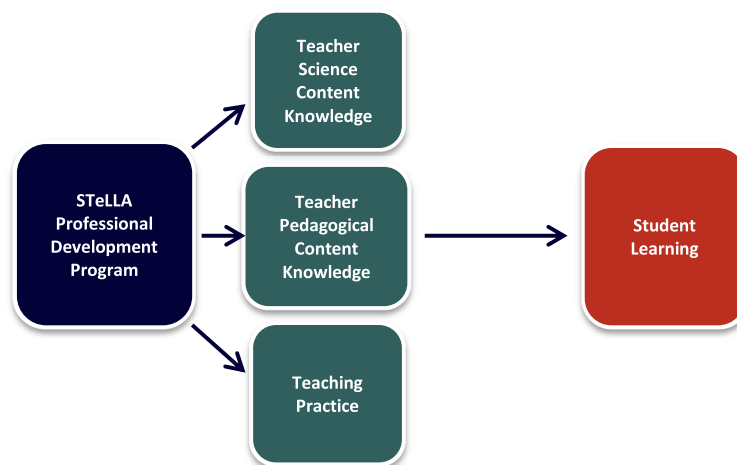 Teacher
Science
Content
Knowledge
STeLLA
Professional
Development
Program
Teacher
Pedagogical
Content
Knowledge
Student
Learning
Teaching
Practice